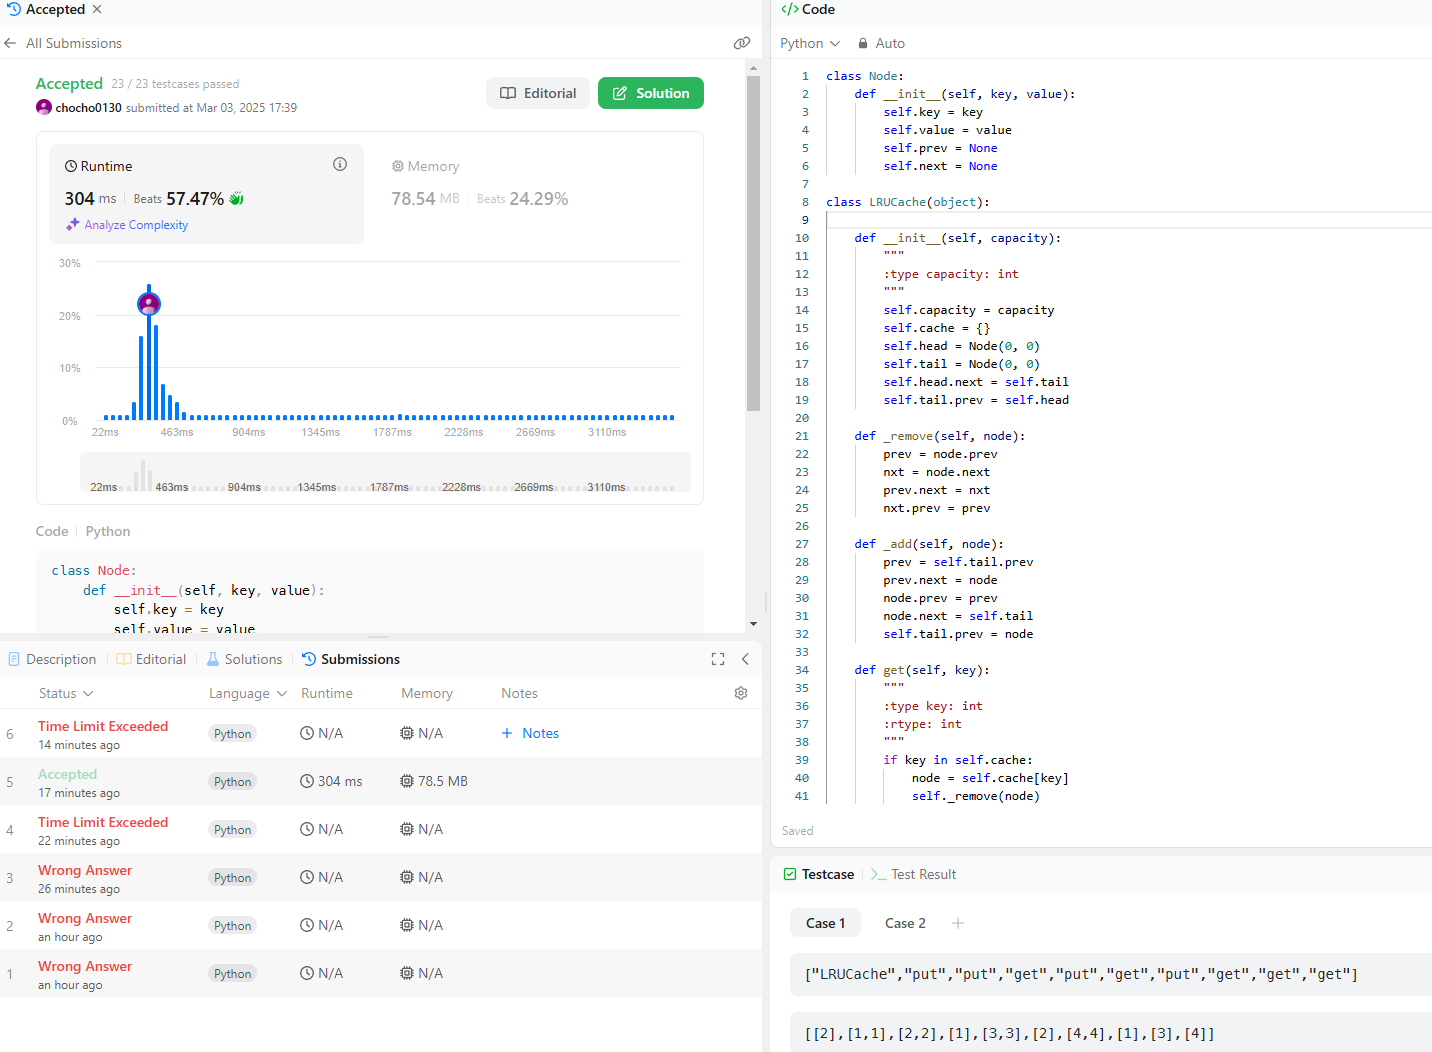 Accepted
All Submissions
Accepted 23 / 23 testcases passed
chocho0130 submitted at Mar 03, 2025 17:39
Editorial
Solution
Runtime
304 ms Beats 57.47%
Analyze Complexity
Memory
78.54 MB Beats 24.29%
30%
20%
10%
0%
22ms 463ms 904ms 1345ms 1787ms 2228ms 2669ms 3110ms
22ms 463ms 904ms 1345ms 1787ms 2228ms 2669ms 3110ms
Code Python
class Node:
    def __init__(self, key, value):
        self.key = key
        self.value = value
Description Editorial Solutions Submissions
Status Language Runtime Memory Notes
6 Time Limit Exceeded Python N/A N/A + Notes
14 minutes ago
5 Accepted Python 304 ms 78.5 MB
17 minutes ago
4 Time Limit Exceeded Python N/A N/A
22 minutes ago
3 Wrong Answer Python N/A N/A
26 minutes ago
2 Wrong Answer Python N/A N/A
an hour ago
1 Wrong Answer Python N/A N/A
an hour ago
</> Code
Python Auto
1 class Node:
2     def __init__(self, key, value):
3         self.key = key
4         self.value = value
5         self.prev = None
6         self.next = None
7
8 class LRUCache(object):
9
10     def __init__(self, capacity):
11         """
12         :type capacity: int
13         """
14         self.capacity = capacity
15         self.cache = {}
16         self.head = Node(0, 0)
17         self.tail = Node(0, 0)
18         self.head.next = self.tail
19         self.tail.prev = self.head
20
21     def _remove(self, node):
22         prev = node.prev
23         nxt = node.next
24         prev.next = nxt
25         nxt.prev = prev
26
27     def _add(self, node):
28         prev = self.tail.prev
29         prev.next = node
30         node.prev = prev
31         node.next = self.tail
32         self.tail.prev = node
33
34     def get(self, key):
35         """
36         :type key: int
37         :rtype: int
38         """
39         if key in self.cache:
40             node = self.cache[key]
41             self._remove(node)
Saved
Testcase Test Result
Case 1 Case 2 +
["LRUCache","put","put","get","put","get","put","get","get","get"]
[[2],[1,1],[2,2],[1],[3,3],[2],[4,4],[1],[3],[4]]